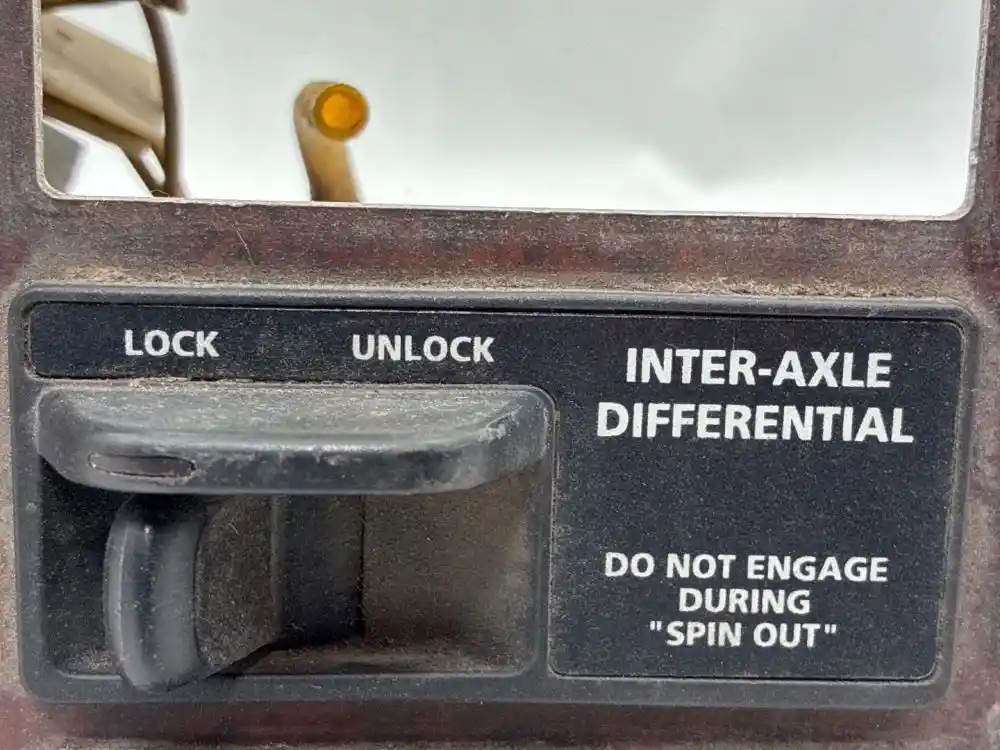 LOCK UNLOCK
INTER-AXLE
DIFFERENTIAL
DO NOT ENGAGE
DURING
"SPIN OUT"